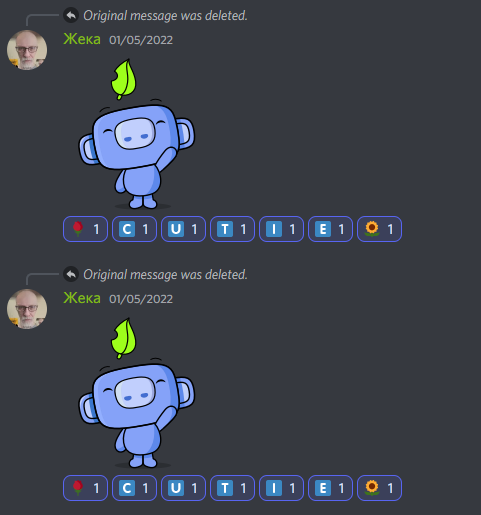 Original message was deleted.
Жека 01/05/2022
1 C 1 U 1 T 1 I 1 E 1 1
Original message was deleted.
Жека 01/05/2022
1 C 1 U 1 T 1 I 1 E 1 1